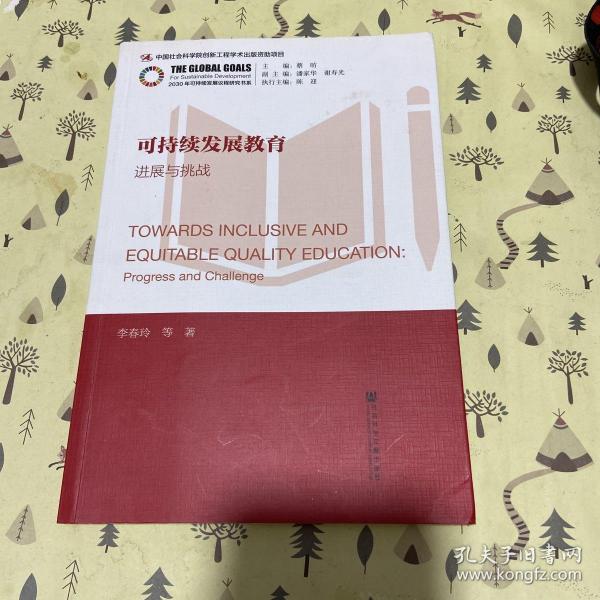 中国社会科学院创新工程学术出版资助项目
THE GLOBAL GOALS
For Sustainable Development
2030年可持续发展议程研究书系
主 编：蔡 昉
副主编：潘家华 谢寿光
执行主编：陈 迎
可持续发展教育
进展与挑战
TOWARDS INCLUSIVE AND
EQUITABLE QUALITY EDUCATION:
Progress and Challenge
李春玲 等 著
孔夫子旧书网
www.kongfz.com